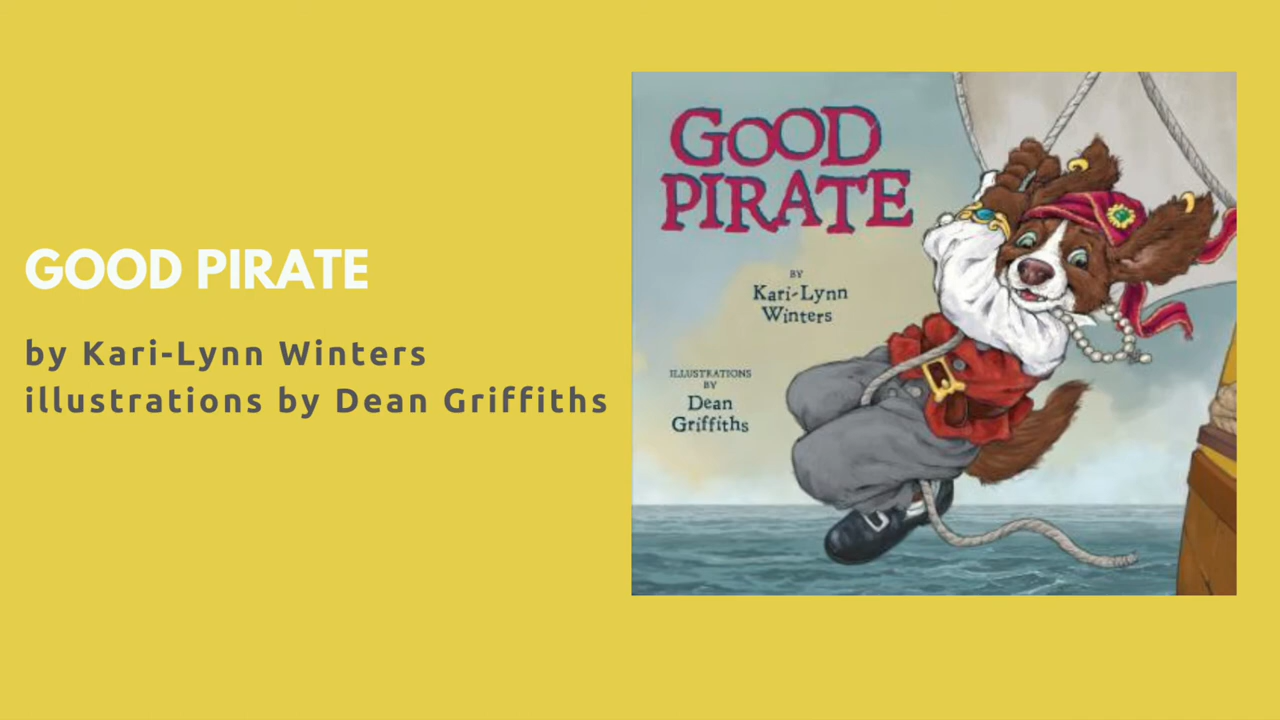 GOOD PIRATE
by Kari-Lynn Winters
illustrations by Dean Griffiths
GOOD
PIRATE
BY
Kari-Lynn
Winters
ILLUSTRATIONS
BY
Dean
Griffiths